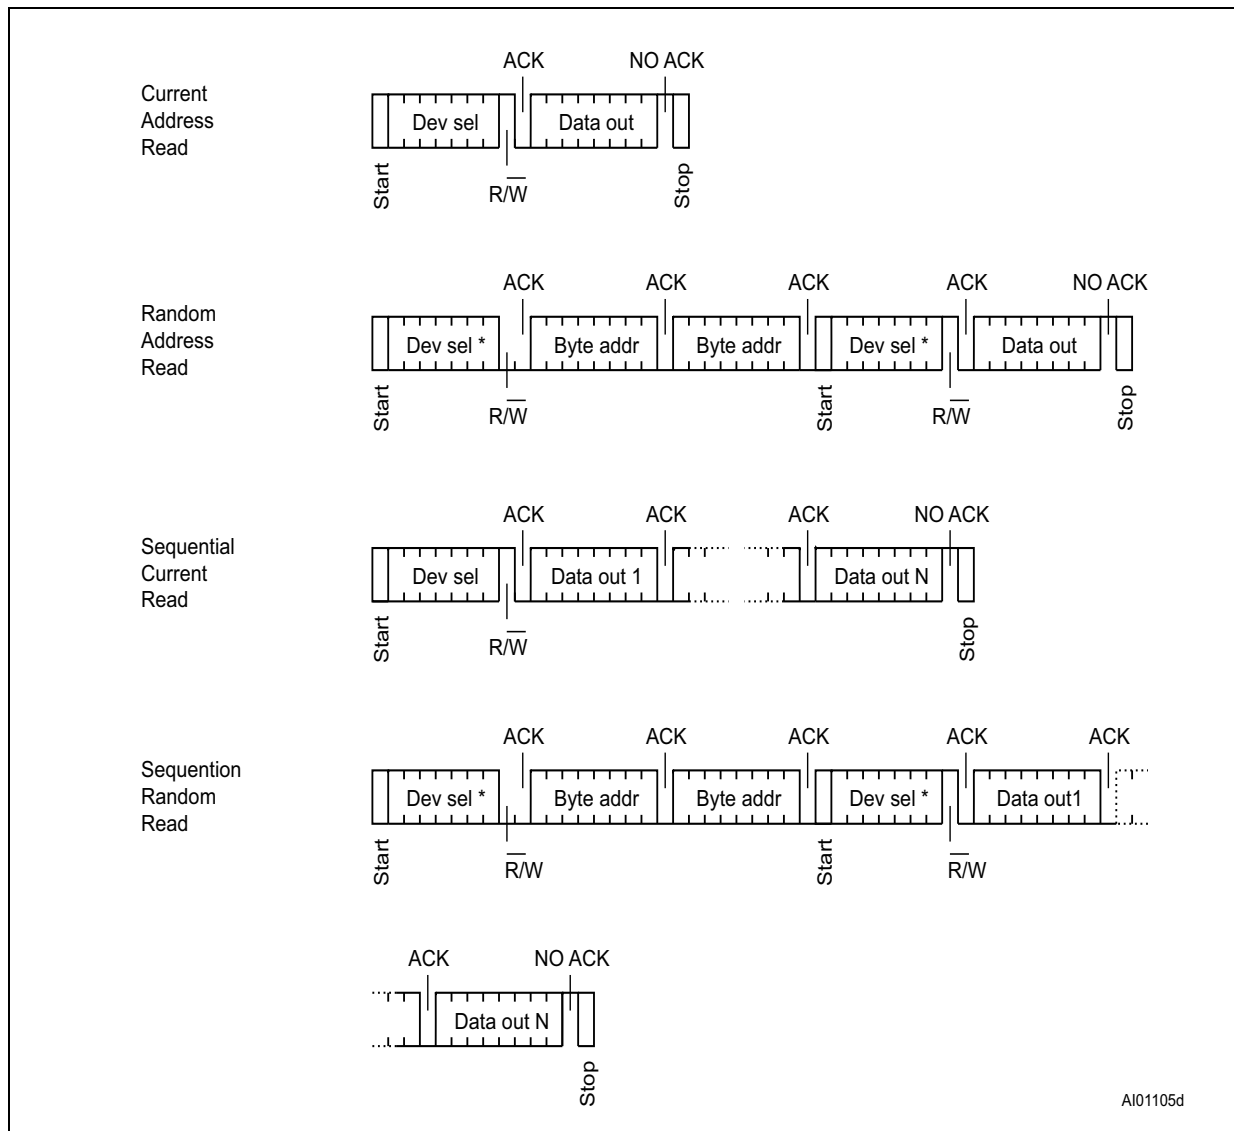 ACK NO ACK
Current
Address
Read
Dev sel Data out
Start R/W̅ Stop
ACK ACK ACK ACK NO ACK
Random
Address
Read
Dev sel * Byte addr Byte addr Dev sel * Data out
Start R/W̅ Start R/W̅ Stop
ACK ACK ACK NO ACK
Sequential
Current
Read
Dev sel Data out 1 Data out N
Start R/W̅ Stop
ACK ACK ACK ACK ACK
Sequention
Random
Read
Dev sel * Byte addr Byte addr Dev sel * Data out1
Start R̅/W Start R̅/W
ACK NO ACK
Data out N
Stop
AI01105d